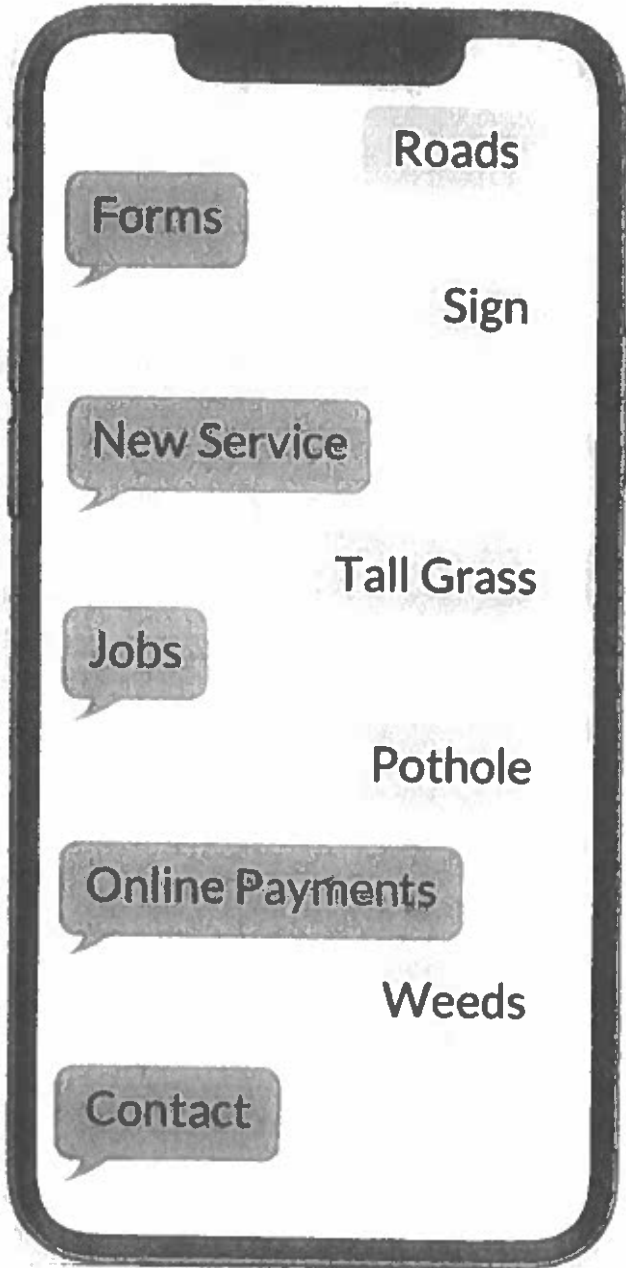 Roads
Forms
Sign
New Service
Tall Grass
Jobs
Pothole
Online Payments
Weeds
Contact